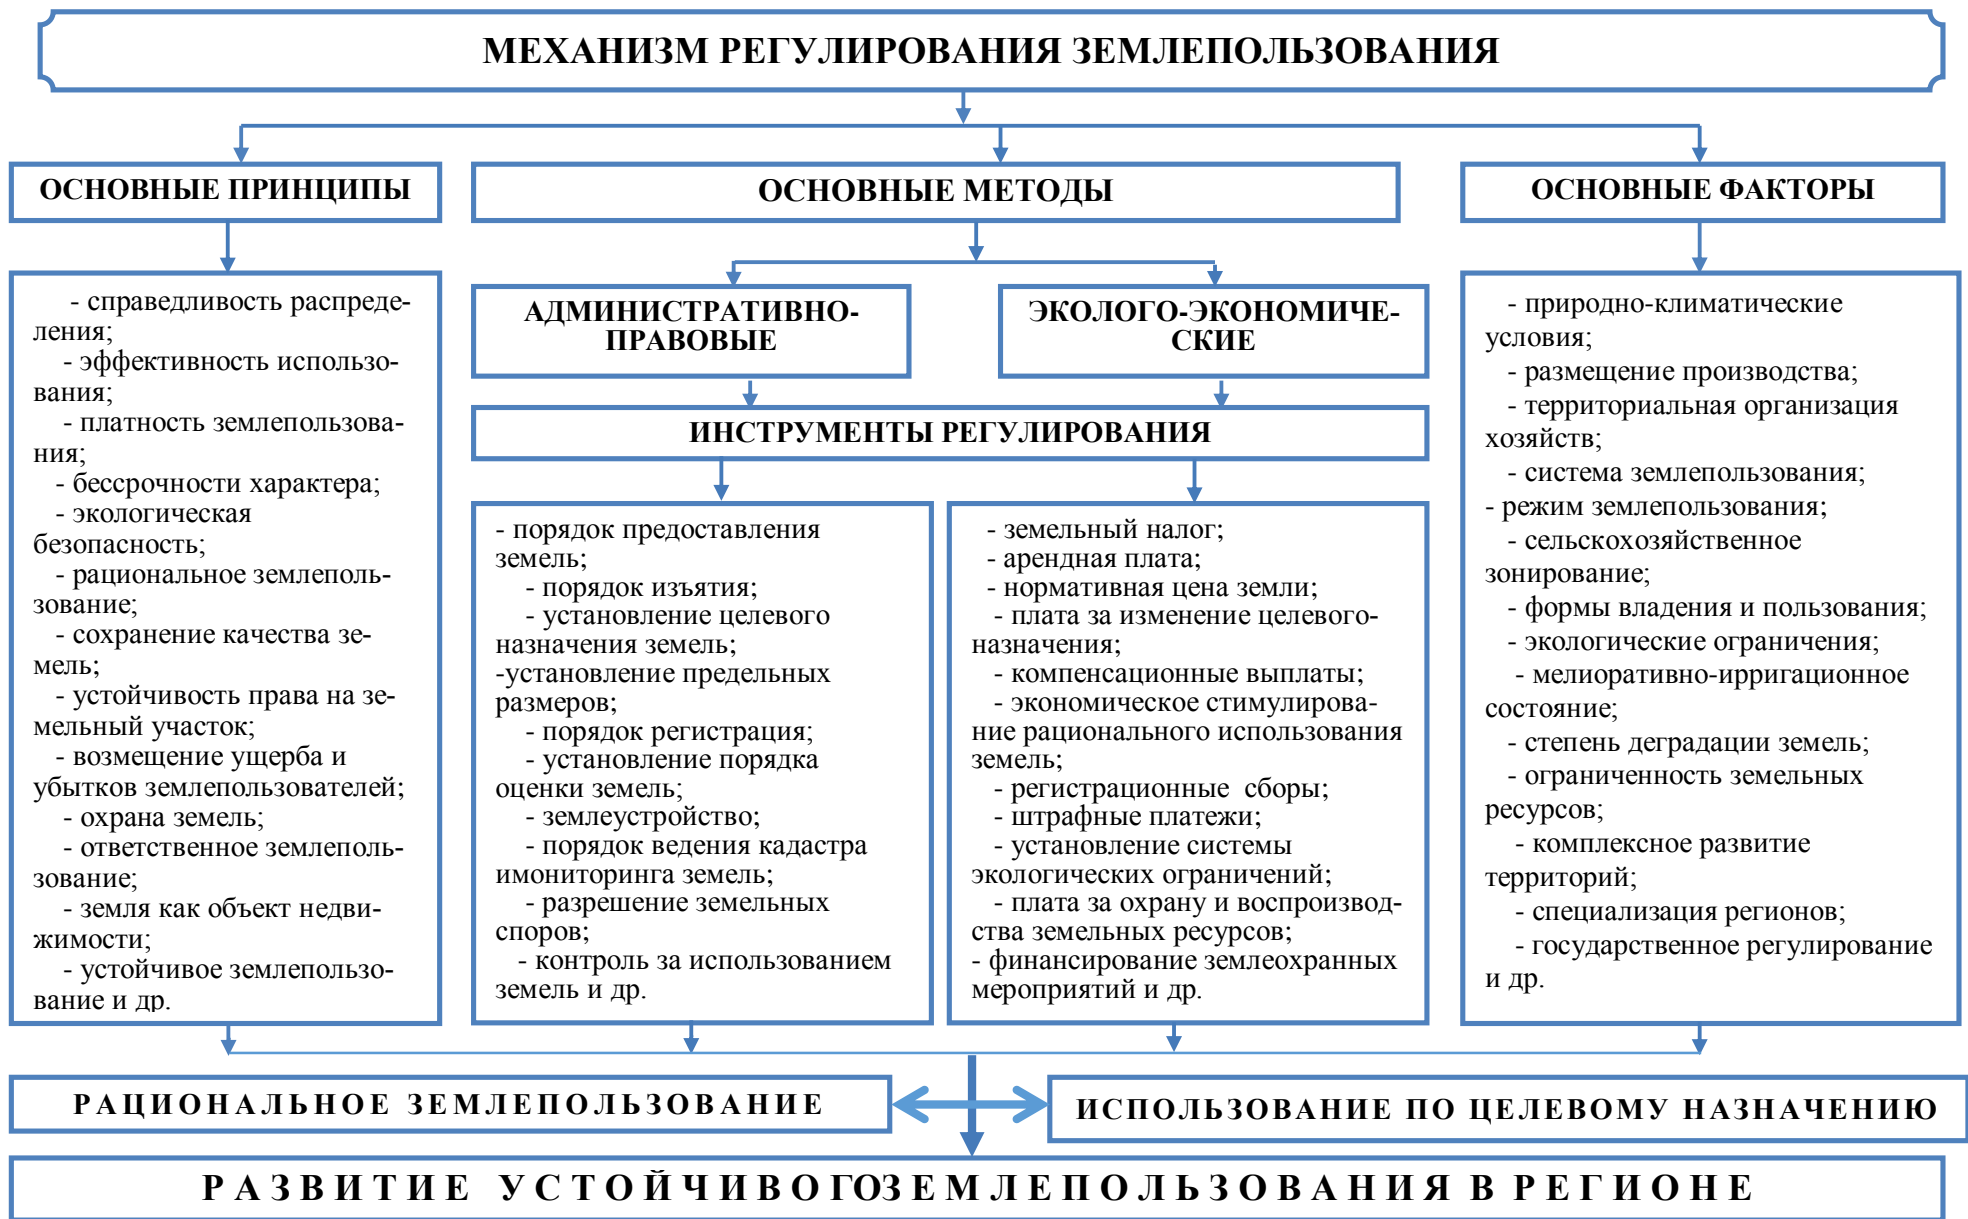 МЕХАНИЗМ РЕГУЛИРОВАНИЯ ЗЕМЛЕПОЛЬЗОВАНИЯ
ОСНОВНЫЕ ПРИНЦИПЫ
ОСНОВНЫЕ МЕТОДЫ
ОСНОВНЫЕ ФАКТОРЫ
- справедливость распреде-
ления;
- эффективность использо-
вания;
- платность землепользова-
ния;
- бессрочности характера;
- экологическая
безопасность;
- рациональное землеполь-
зование;
- сохранение качества зе-
мель;
- устойчивость права на зе-
мельный участок;
- возмещение ущерба и
убытков землепользователей;
- охрана земель;
- ответственное землеполь-
зование;
- земля как объект недви-
жимости;
- устойчивое землепользо-
вание и др.
АДМИНИСТРАТИВНО-
ПРАВОВЫЕ
ЭКОЛОГО-ЭКОНОМИЧЕ-
СКИЕ
ИНСТРУМЕНТЫ РЕГУЛИРОВАНИЯ
- порядок предоставления
земель;
- порядок изъятия;
- установление целевого
назначения земель;
-установление предельных
размеров;
- порядок регистрация;
- установление порядка
оценки земель;
- землеустройство;
- порядок ведения кадастра
имониторинга земель;
- разрешение земельных
споров;
- контроль за использованием
земель и др.
- земельный налог;
- арендная плата;
- нормативная цена земли;
- плата за изменение целевого-
назначения;
- компенсационные выплаты;
- экономическое стимулирова-
ние рационального использования
земель;
- регистрационные сборы;
- штрафные платежи;
- установление системы
экологических ограничений;
- плата за охрану и воспроизвод-
ства земельных ресурсов;
- финансирование землеохранных
мероприятий и др.
- природно-климатические
условия;
- размещение производства;
- территориальная организация
хозяйств;
- система землепользования;
- режим землепользования;
- сельскохозяйственное
зонирование;
- формы владения и пользования;
- экологические ограничения;
- мелиоративно-ирригационное
состояние;
- степень деградации земель;
- ограниченность земельных
ресурсов;
- комплексное развитие
территорий;
- специализация регионов;
- государственное регулирование
и др.
РАЦИОНАЛЬНОЕ ЗЕМЛЕПОЛЬЗОВАНИЕ
ИСПОЛЬЗОВАНИЕ ПО ЦЕЛЕВОМУ НАЗНАЧЕНИЮ
РАЗВИТИЕ УСТОЙЧИВОГОЗЕМЛЕПОЛЬЗОВАНИЯ В РЕГИОНЕ